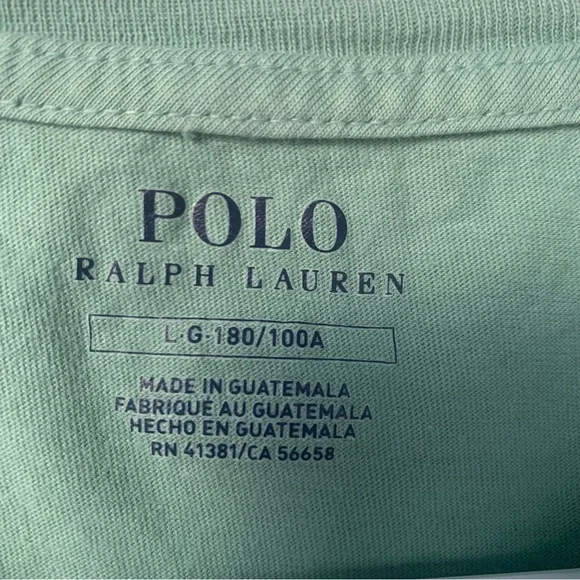 POLO
RALPH LAUREN
L·G·180/100A
MADE IN GUATEMALA
FABRIQUÉ AU GUATEMALA
HECHO EN GUATEMALA
RN 41381/CA 56658